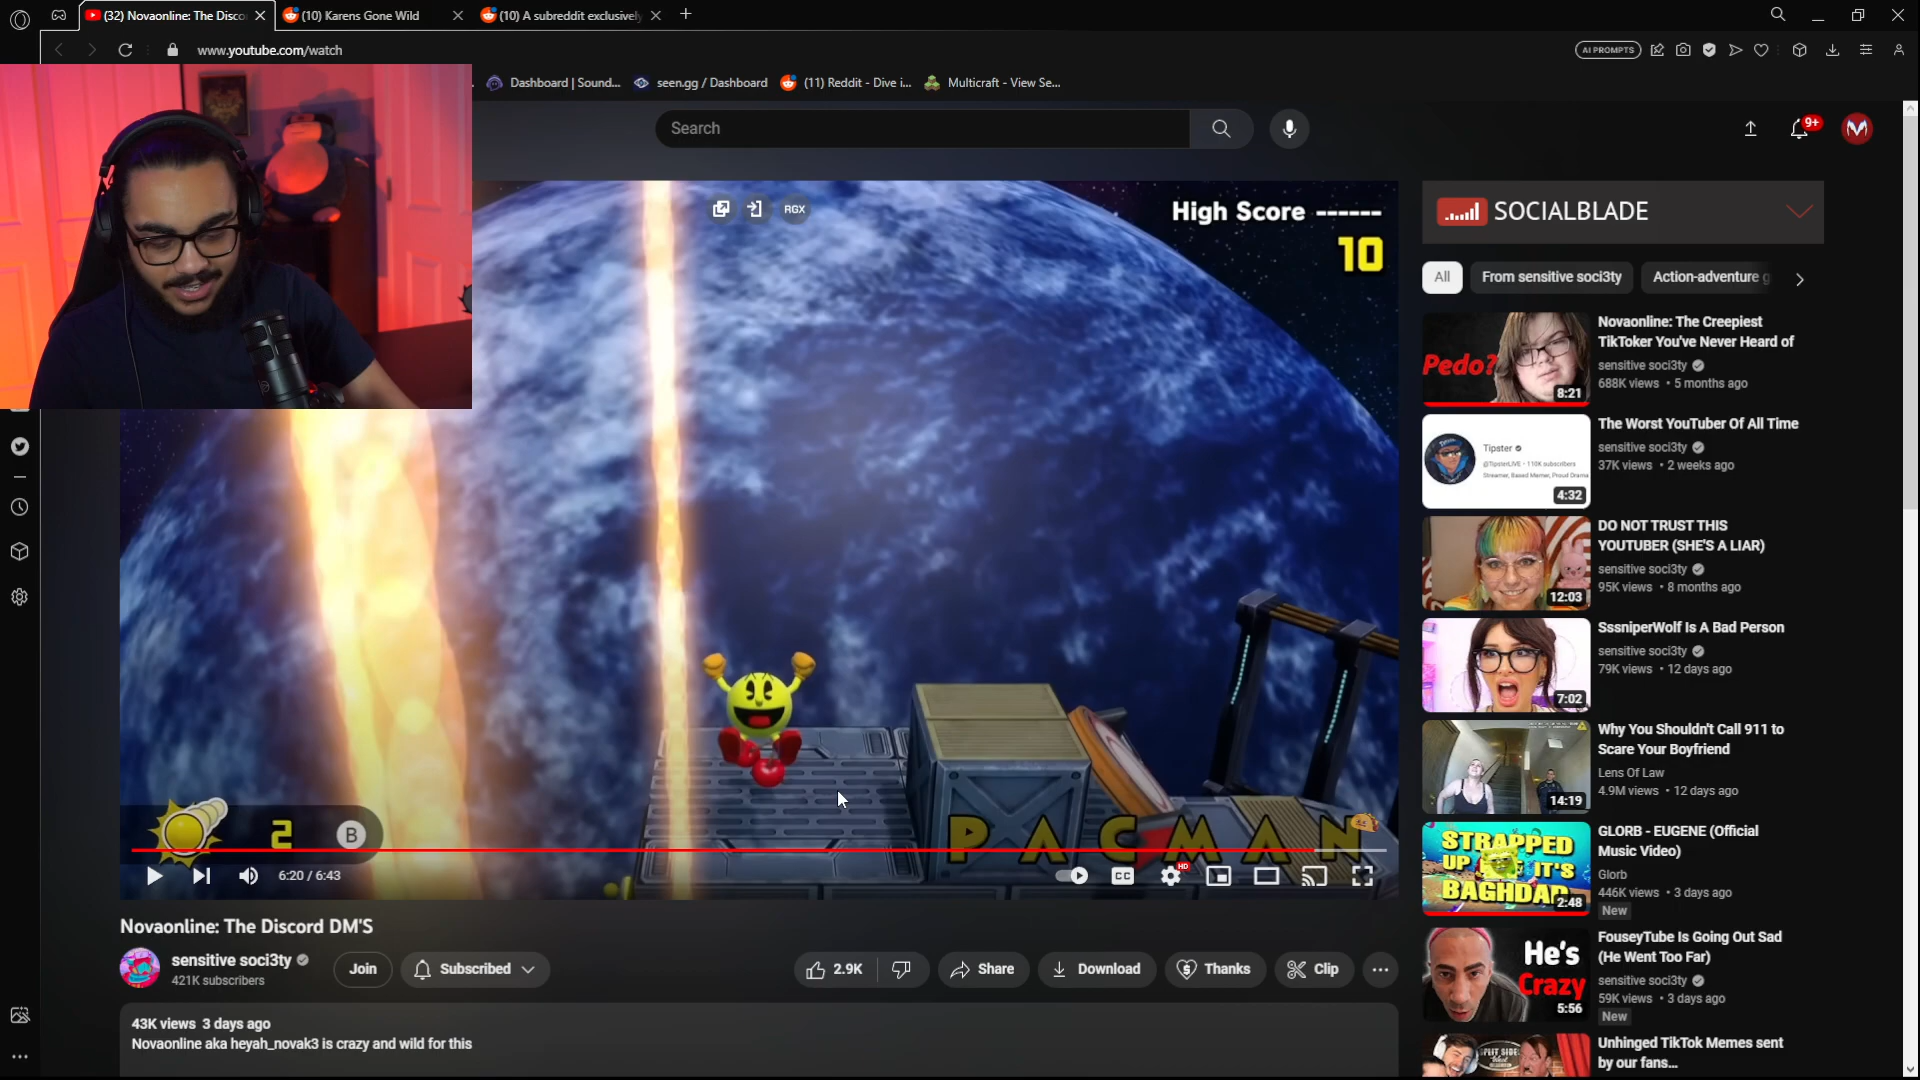 (32) Novaonline: The Disco
(10) Karens Gone Wild
(10) A subreddit exclusively
www.youtube.com/watch
AI PROMPTS
Dashboard | Sound...
seen.gg / Dashboard
(11) Reddit - Dive i...
Multicraft - View Se...
Search
9+
RGX
High Score ------
10
2
B
PACMAN
6:20 / 6:43
CC
HD
Novaonline: The Discord DM'S
sensitive soci3ty
421K subscribers
Join
Subscribed
2.9K
Share
Download
Thanks
Clip
43K views 3 days ago
Novaonline aka heyah_novak3 is crazy and wild for this
SOCIALBLADE
All
From sensitive soci3ty
Action-adventure g
Pedo?
8:21
Novaonline: The Creepiest
TikToker You've Never Heard of
sensitive soci3ty
688K views • 5 months ago
Tipster
@TipsterLIVE • 110K subscribers
Streamer, Based Memer, Proud Drama
4:32
The Worst YouTuber Of All Time
sensitive soci3ty
37K views • 2 weeks ago
12:03
DO NOT TRUST THIS
YOUTUBER (SHE'S A LIAR)
sensitive soci3ty
95K views • 8 months ago
7:02
SssniperWolf Is A Bad Person
sensitive soci3ty
79K views • 12 days ago
14:19
Why You Shouldn't Call 911 to
Scare Your Boyfriend
Lens Of Law
4.9M views • 12 days ago
STRAPPED
UP IT'S
BAGHDAD
2:48
GLORB - EUGENE (Official
Music Video)
Glorb
446K views • 3 days ago
New
He's
Crazy
5:56
FouseyTube Is Going Out Sad
(He Went Too Far)
sensitive soci3ty
59K views • 3 days ago
New
Unhinged TikTok Memes sent
by our fans...